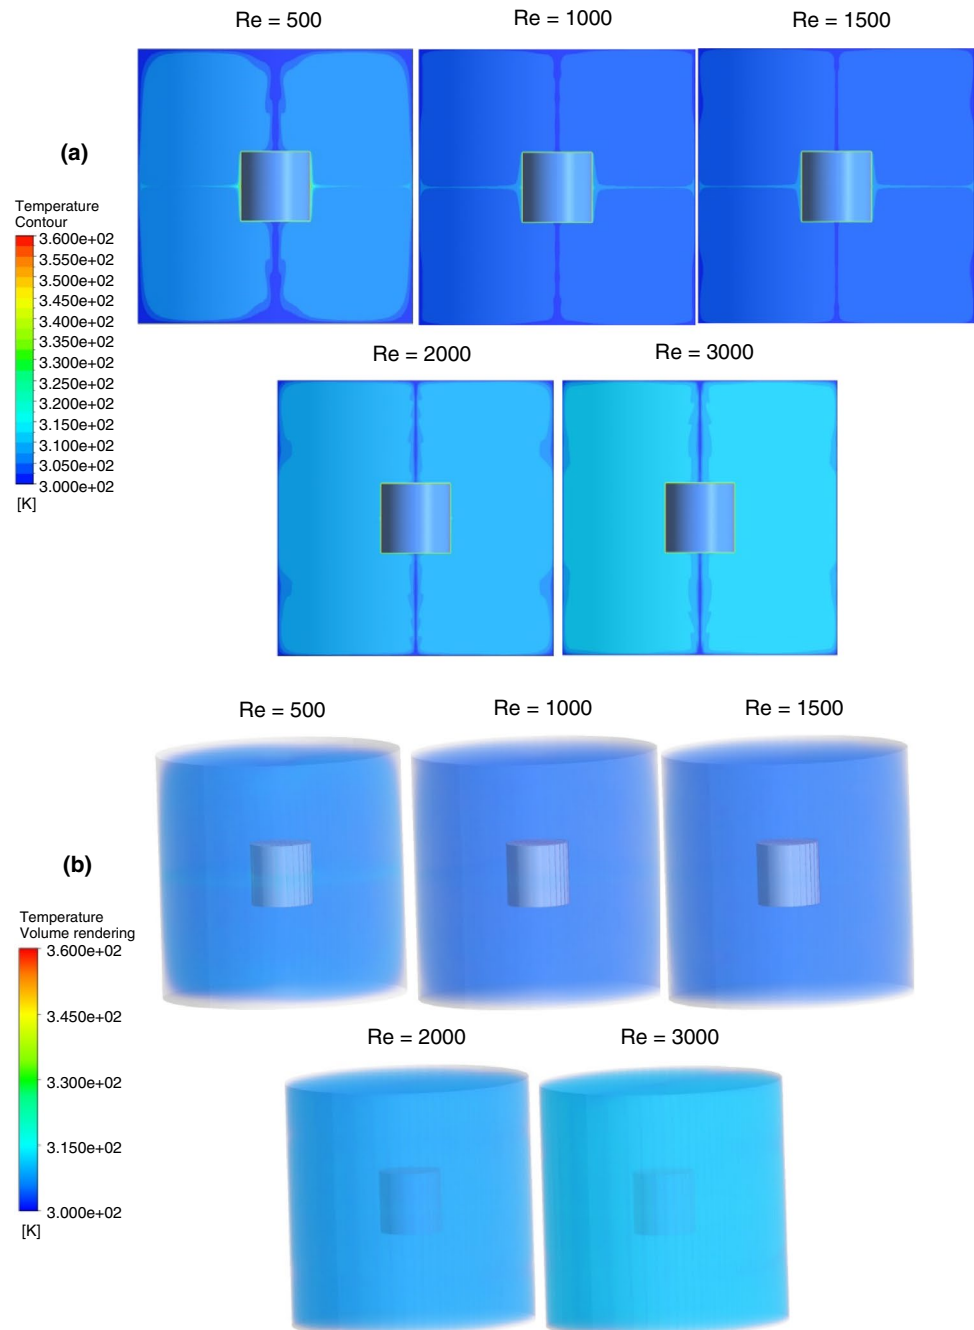 Re = 500
Re = 1000
Re = 1500
(a)
Temperature
Contour
3.600e+02
3.550e+02
3.500e+02
3.450e+02
3.400e+02
3.350e+02
3.300e+02
3.250e+02
3.200e+02
3.150e+02
3.100e+02
3.050e+02
3.000e+02
[K]
Re = 2000
Re = 3000
Re = 500
Re = 1000
Re = 1500
(b)
Temperature
Volume rendering
3.600e+02
3.450e+02
3.300e+02
3.150e+02
3.000e+02
[K]
Re = 2000
Re = 3000